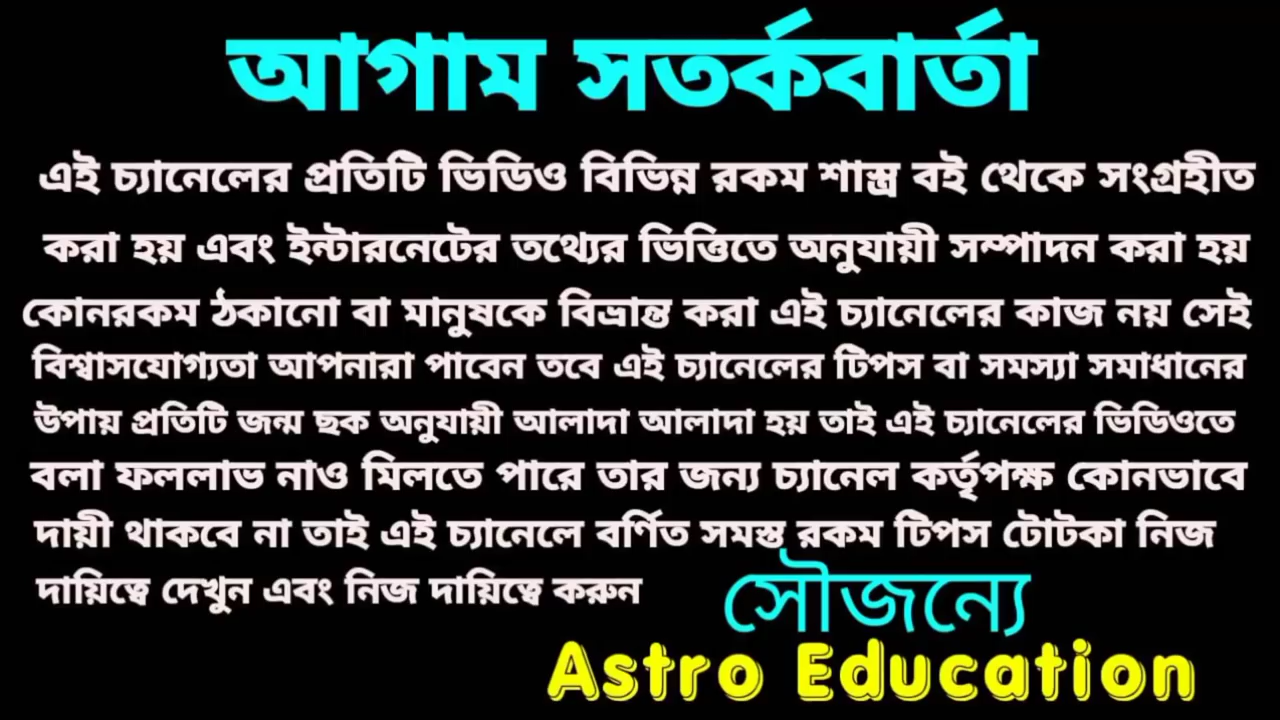 আগাম সতর্কবার্তা
এই চ্যানেলের প্রতিটি ভিডিও বিভিন্ন রকম শাস্ত্র বই থেকে সংগ্রহীত
করা হয় এবং ইন্টারনেটের তথ্যের ভিত্তিতে অনুযায়ী সম্পাদন করা হয়
কোনরকম ঠকানো বা মানুষকে বিভ্রান্ত করা এই চ্যানেলের কাজ নয় সেই
বিশ্বাসযোগ্যতা আপনারা পাবেন তবে এই চ্যানেলের টিপস বা সমস্যা সমাধানের
উপায় প্রতিটি জন্ম ছক অনুযায়ী আলাদা আলাদা হয় তাই এই চ্যানেলের ভিডিওতে
বলা ফললাভ নাও মিলতে পারে তার জন্য চ্যানেল কর্তৃপক্ষ কোনভাবে
দায়ী থাকবে না তাই এই চ্যানেলে বর্ণিত সমস্ত রকম টিপস টোটকা নিজ
দায়িত্বে দেখুন এবং নিজ দায়িত্বে করুন
সৌজন্যে
Astro Education